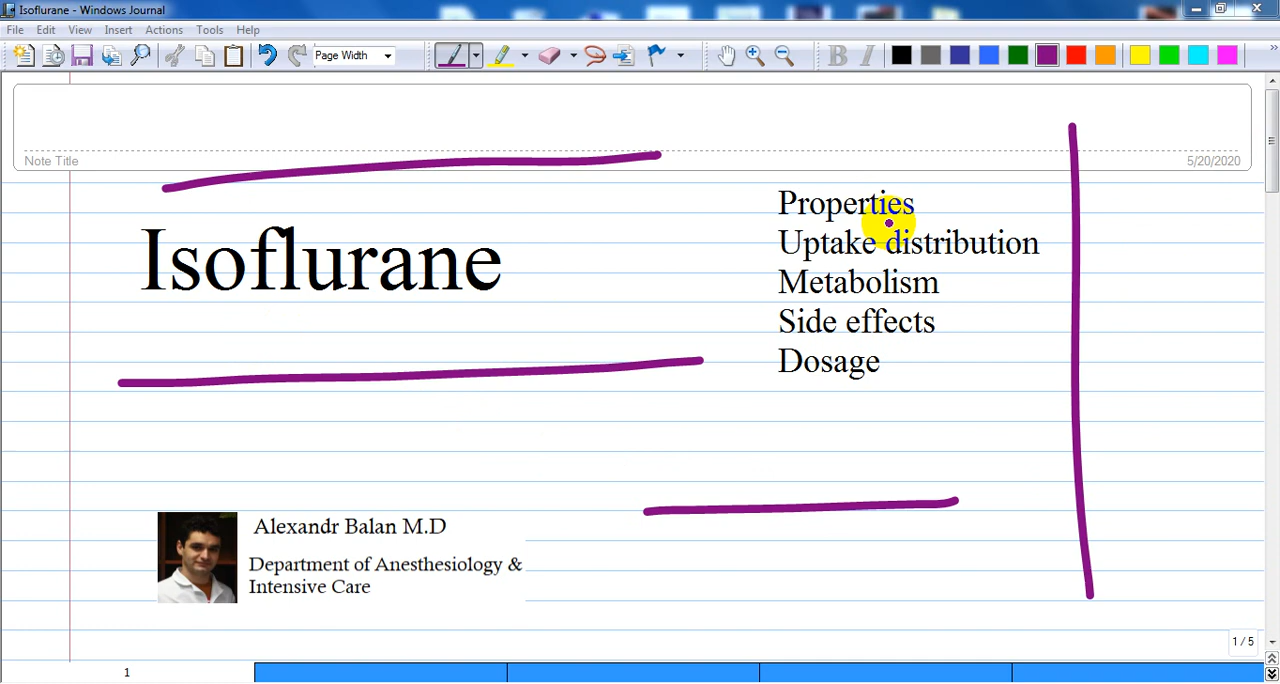 Isoflurane - Windows Journal
File Edit View Insert Actions Tools Help
Page Width
B I
Note Title
5/20/2020
Isoflurane
Properties
Uptake distribution
Metabolism
Side effects
Dosage
Alexandr Balan M.D
Department of Anesthesiology &
Intensive Care
1 / 5
1